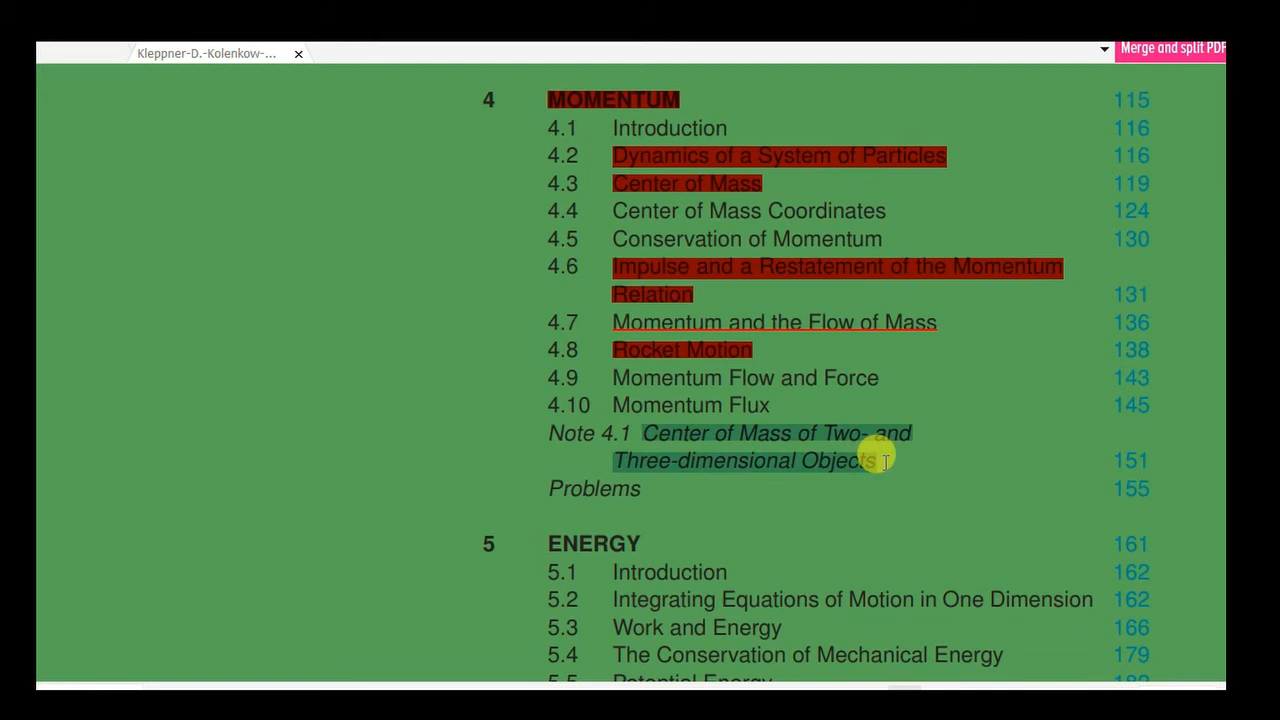 Kleppner-D.-Kolenkow-...
Merge and split PDF
4 MOMENTUM 115
4.1 Introduction 116
4.2 Dynamics of a System of Particles 116
4.3 Center of Mass 119
4.4 Center of Mass Coordinates 124
4.5 Conservation of Momentum 130
4.6 Impulse and a Restatement of the Momentum
Relation 131
4.7 Momentum and the Flow of Mass 136
4.8 Rocket Motion 138
4.9 Momentum Flow and Force 143
4.10 Momentum Flux 145
Note 4.1 Center of Mass of Two- and
Three-dimensional Objects 151
Problems 155
5 ENERGY 161
5.1 Introduction 162
5.2 Integrating Equations of Motion in One Dimension 162
5.3 Work and Energy 166
5.4 The Conservation of Mechanical Energy 179
5.5 Potential Energy